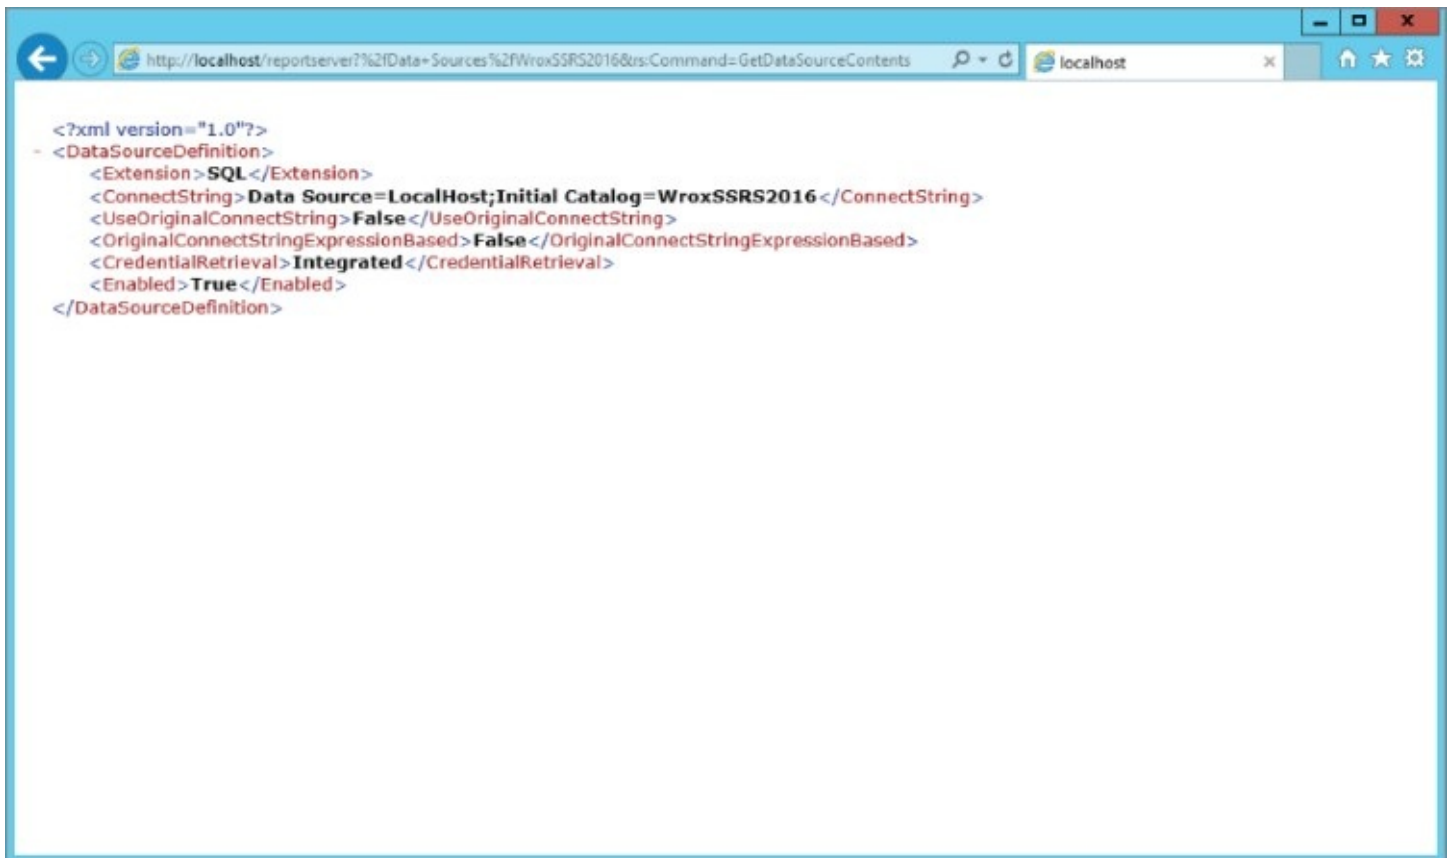 http://localhost/reportserver?%2fData+Sources%2fWroxSSRS2016&rs:Command=GetDataSourceContents
localhost
<?xml version="1.0"?>
- <DataSourceDefinition>
<Extension>SQL</Extension>
<ConnectString>Data Source=LocalHost;Initial Catalog=WroxSSRS2016</ConnectString>
<UseOriginalConnectString>False</UseOriginalConnectString>
<OriginalConnectStringExpressionBased>False</OriginalConnectStringExpressionBased>
<CredentialRetrieval>Integrated</CredentialRetrieval>
<Enabled>True</Enabled>
</DataSourceDefinition>